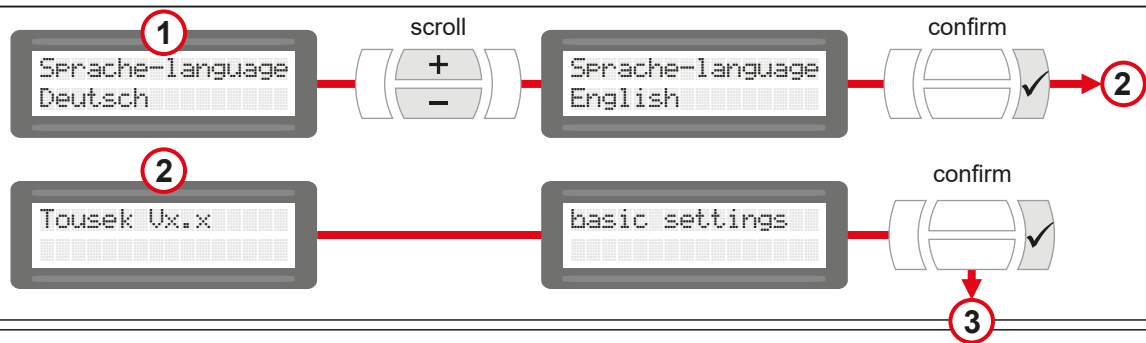 1
scroll
confirm
Sprache-language
Deutsch
+
−
Sprache-language
English
✓
2
2
confirm
Tousek Vx.x
basic settings
✓
3